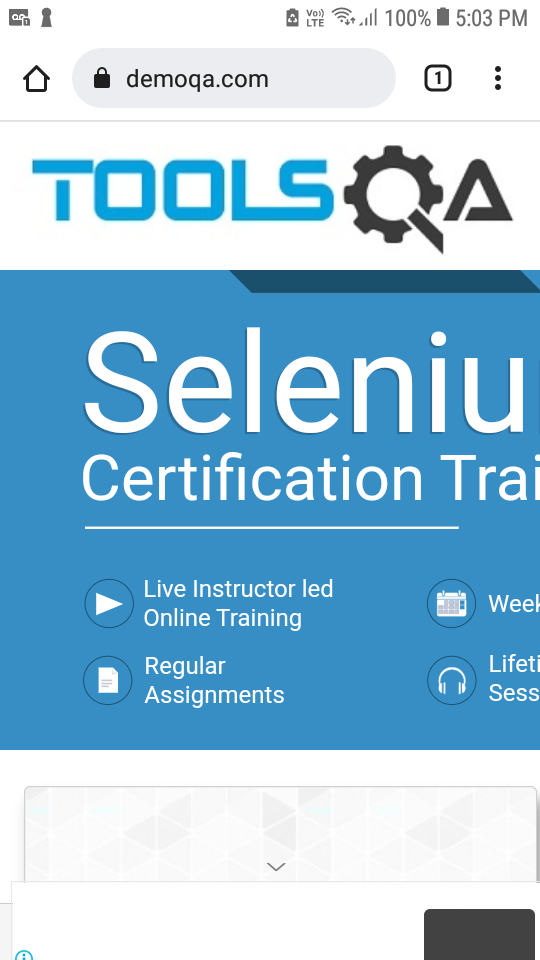 Vo))
LTE
100%
5:03 PM
demoqa.com
1
TOOLSQA
Seleniu
Certification Trai
Live Instructor led
Online Training
Week
Regular
Assignments
Lifeti
Sess